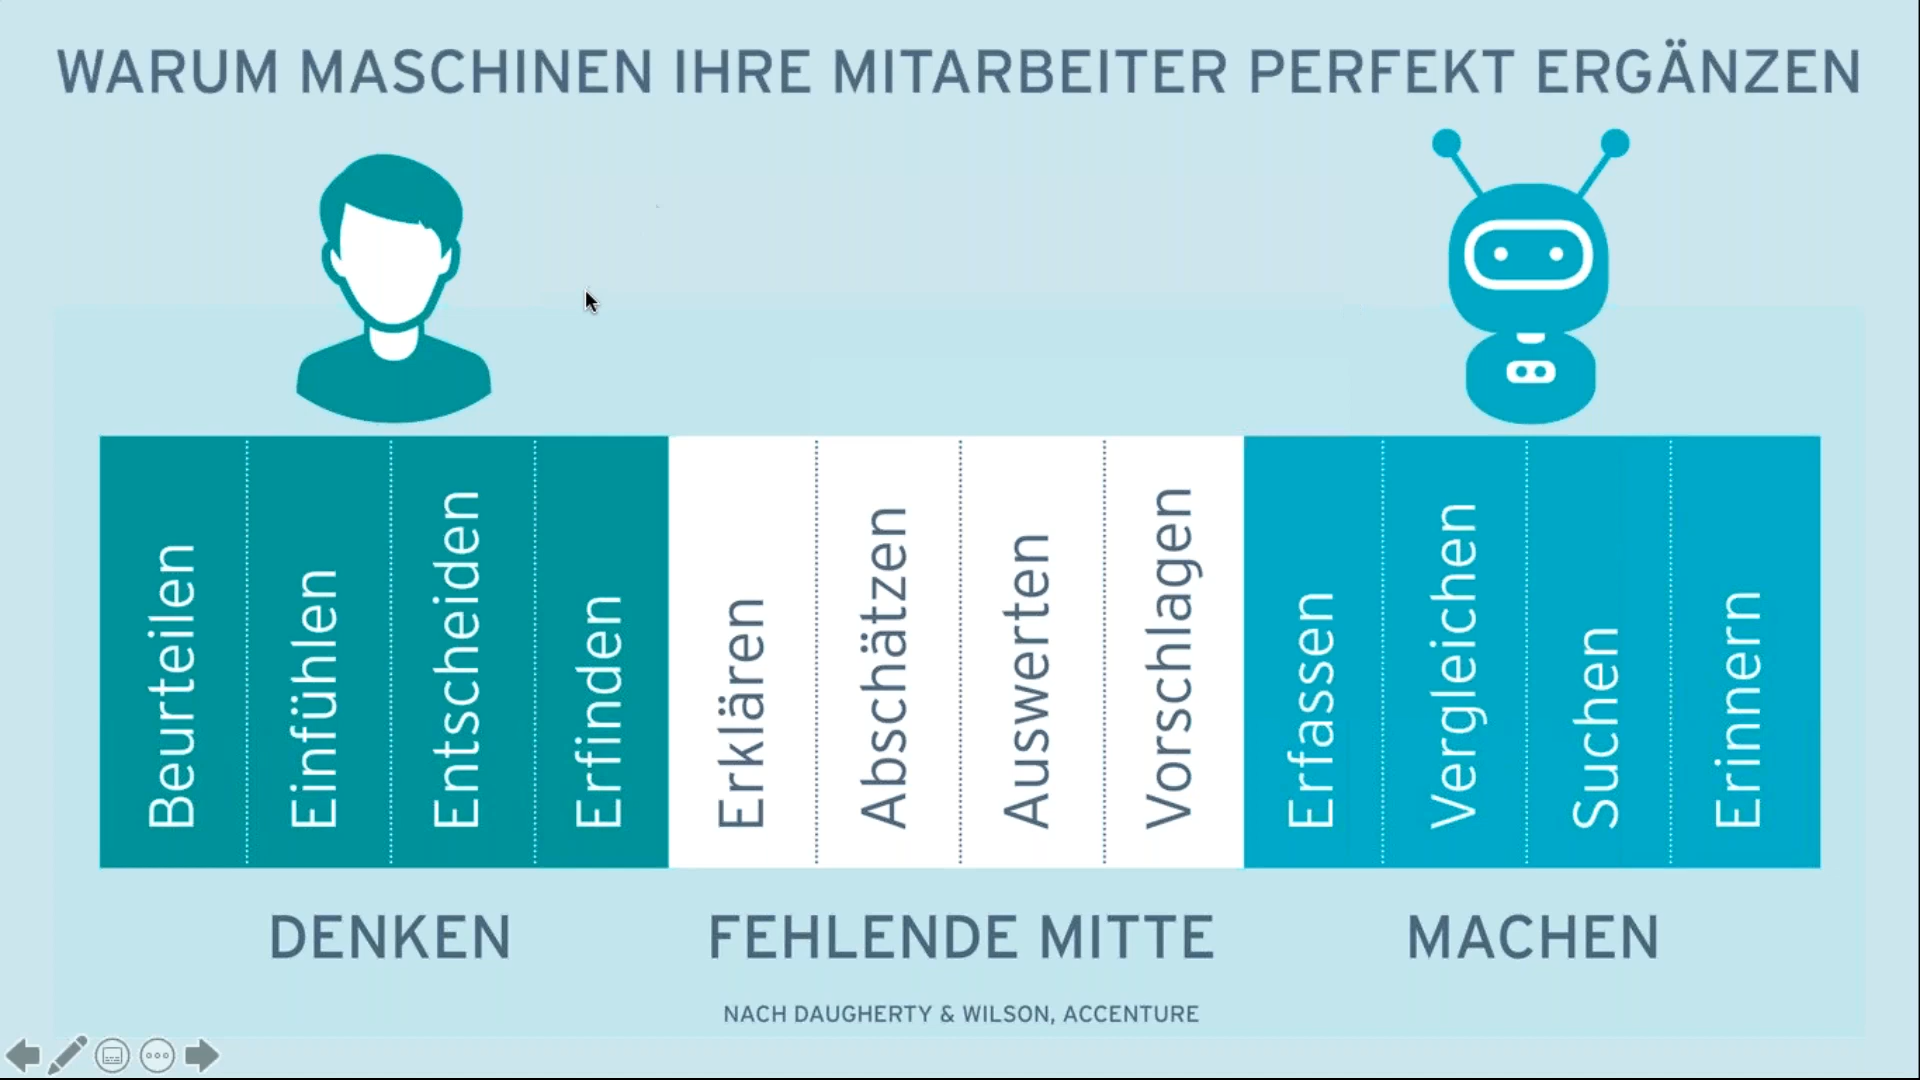 WARUM MASCHINEN IHRE MITARBEITER PERFEKT ERGÄNZEN
Beurteilen
Einfühlen
Entscheiden
Erfinden
Erklären
Abschätzen
Auswerten
Vorschlagen
Erfassen
Vergleichen
Suchen
Erinnern
DENKEN
FEHLENDE MITTE
MACHEN
NACH DAUGHERTY & WILSON, ACCENTURE